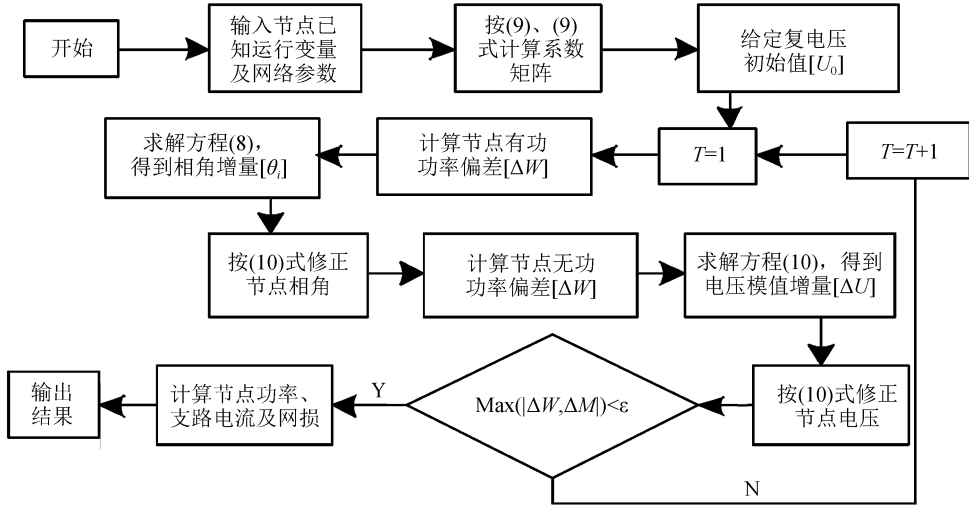 开始
输入节点已
知运行变量
及网络参数
按(9)、(9)
式计算系数
矩阵
给定复电压
初始值[U₀]
求解方程(8)，
得到相角增量[θᵢ]
计算节点有功
功率偏差[ΔW]
T=1
T=T+1
按(10)式修正
节点相角
计算节点无功
功率偏差[ΔW]
求解方程(10)，得到
电压模值增量[ΔU]
输出
结果
计算节点功率、
支路电流及网损
Y
Max(|ΔW,ΔM|)<ε
按(10)式修正
节点电压
N